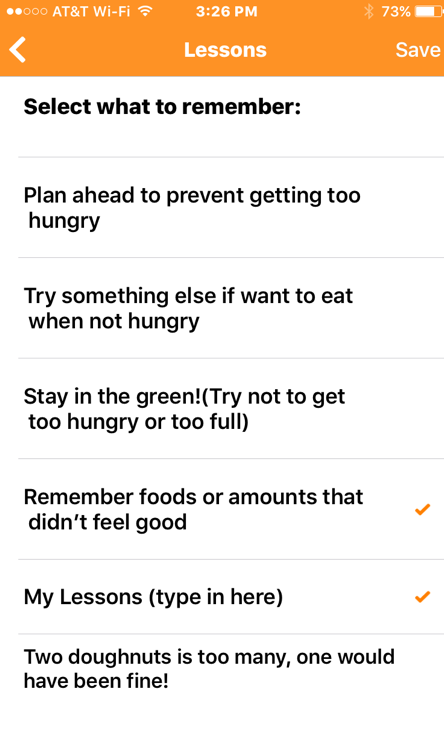 AT&T Wi-Fi 3:26 PM 73%
Lessons Save
Select what to remember:
Plan ahead to prevent getting too
hungry
Try something else if want to eat
when not hungry
Stay in the green!(Try not to get
too hungry or too full)
Remember foods or amounts that
didn’t feel good
My Lessons (type in here)
Two doughnuts is too many, one would
have been fine!